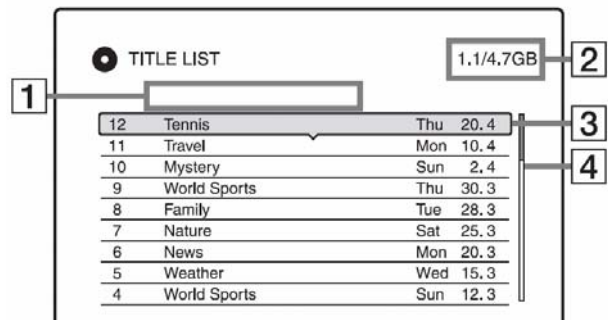 TITLE LIST 1.1/4.7GB 2
1
12 Tennis Thu 20.4 3
11 Travel Mon 10.4
10 Mystery Sun 2.4 4
9 World Sports Thu 30.3
8 Family Tue 28.3
7 Nature Sat 25.3
6 News Mon 20.3
5 Weather Wed 15.3
4 World Sports Sun 12.3